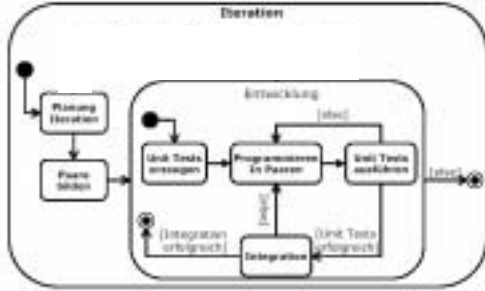 Iteration
Planung
Iteration
Paare
bilden
Entwicklung
[else]
Unit Tests
erzeugen
Programmieren
In Paaren
Unit Tests
ausführen
[else]
[else]
[Integration
erfolgreich]
[Unit Tests
erfolgreich]
Integration